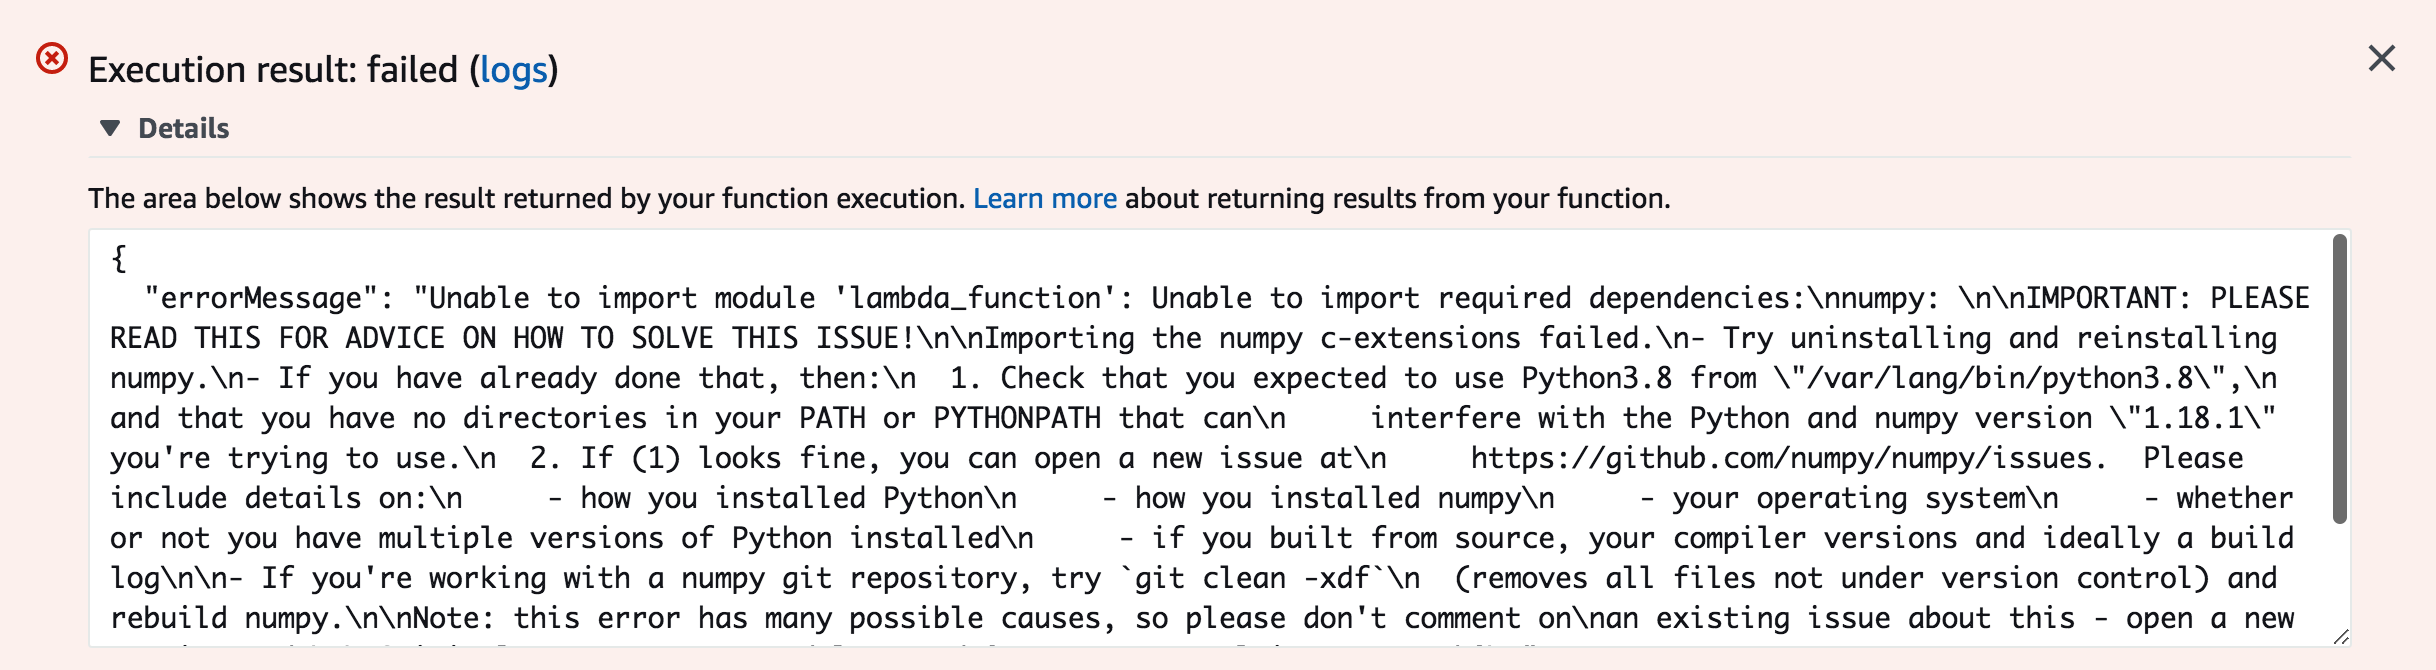 Execution result: failed (logs)
Details
The area below shows the result returned by your function execution. Learn more about returning results from your function.
{
  "errorMessage": "Unable to import module 'lambda_function': Unable to import required dependencies:\nnumpy: \n\nIMPORTANT: PLEASE
READ THIS FOR ADVICE ON HOW TO SOLVE THIS ISSUE!\n\nImporting the numpy c-extensions failed.\n- Try uninstalling and reinstalling
numpy.\n- If you have already done that, then:\n  1. Check that you expected to use Python3.8 from \"/var/lang/bin/python3.8\",\n
and that you have no directories in your PATH or PYTHONPATH that can\n     interfere with the Python and numpy version \"1.18.1\"
you're trying to use.\n  2. If (1) looks fine, you can open a new issue at\n     https://github.com/numpy/numpy/issues.  Please
include details on:\n     - how you installed Python\n     - how you installed numpy\n     - your operating system\n     - whether
or not you have multiple versions of Python installed\n     - if you built from source, your compiler versions and ideally a build
log\n\n- If you're working with a numpy git repository, try `git clean -xdf`\n  (removes all files not under version control) and
rebuild numpy.\n\nNote: this error has many possible causes, so please don't comment on\nan existing issue about this - open a new